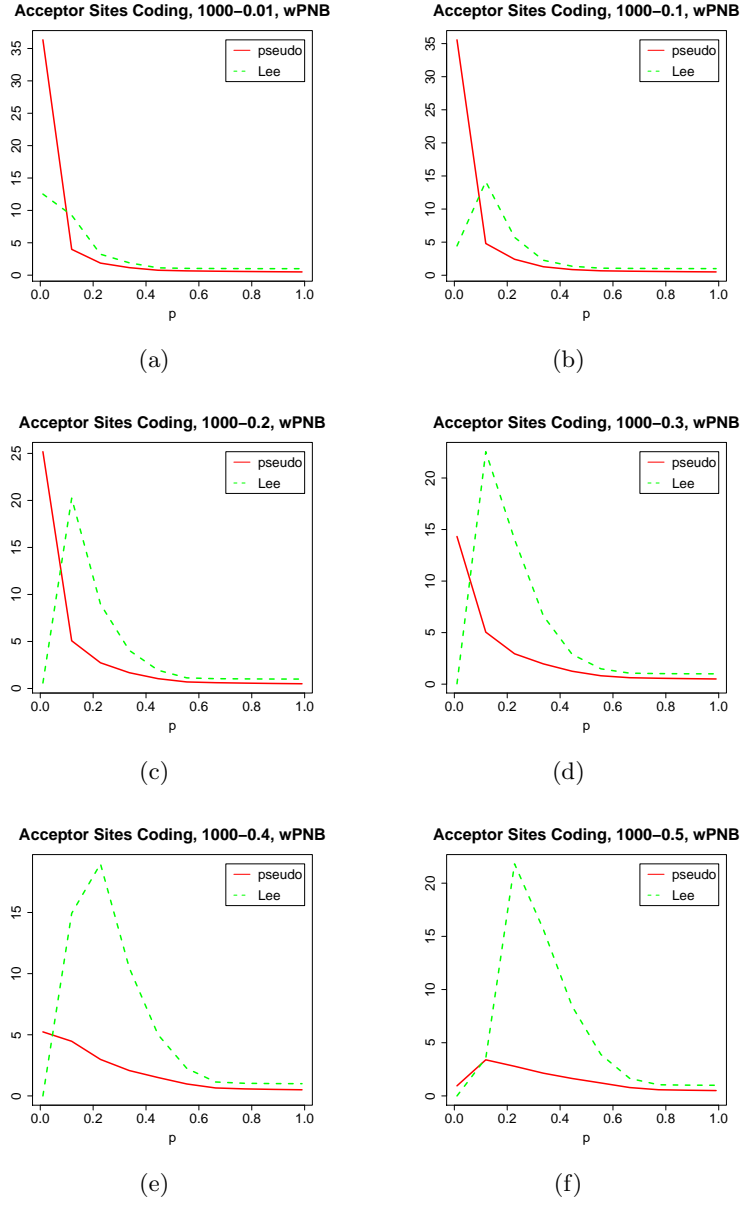 Acceptor Sites Coding, 1000−0.01, wPNB
Acceptor Sites Coding, 1000−0.1, wPNB
pseudo
Lee
pseudo
Lee
0 5 10 15 20 25 30 35
0 5 10 15 20 25 30 35
0.0 0.2 0.4 0.6 0.8 1.0
0.0 0.2 0.4 0.6 0.8 1.0
p
p
(a)
(b)
Acceptor Sites Coding, 1000−0.2, wPNB
Acceptor Sites Coding, 1000−0.3, wPNB
pseudo
Lee
pseudo
Lee
0 5 10 15 20 25
0 5 10 15 20
0.0 0.2 0.4 0.6 0.8 1.0
0.0 0.2 0.4 0.6 0.8 1.0
p
p
(c)
(d)
Acceptor Sites Coding, 1000−0.4, wPNB
Acceptor Sites Coding, 1000−0.5, wPNB
pseudo
Lee
pseudo
Lee
0 5 10 15
0 5 10 15 20
0.0 0.2 0.4 0.6 0.8 1.0
0.0 0.2 0.4 0.6 0.8 1.0
p
p
(e)
(f)